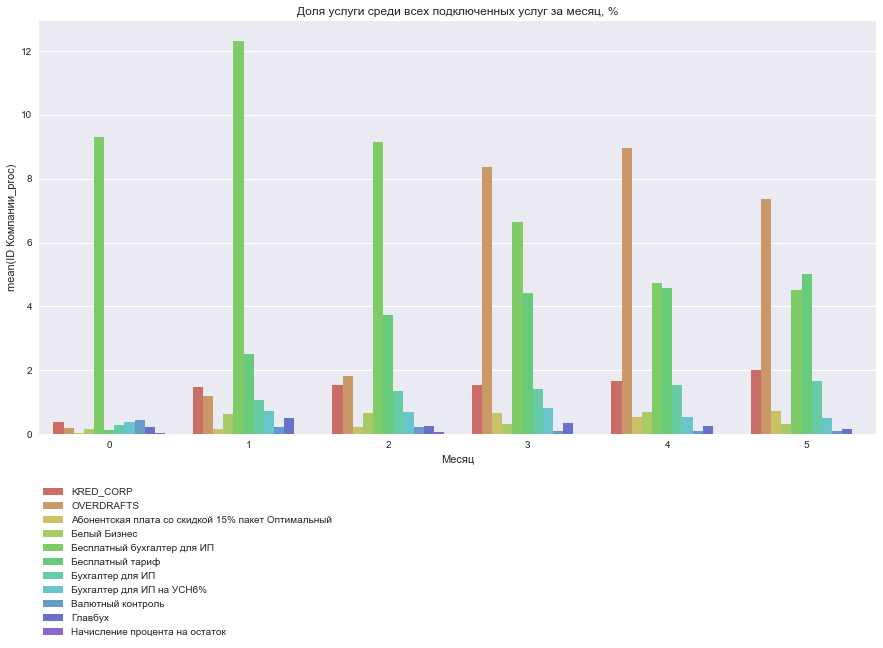 Доля услуги среди всех подключенных услуг за месяц, %
mean(ID Компании_proc)
12
10
8
6
4
2
0
0 1 2 3 4 5
Месяц
KRED_CORP
OVERDRAFTS
Абонентская плата со скидкой 15% пакет Оптимальный
Белый Бизнес
Бесплатный бухгалтер для ИП
Бесплатный тариф
Бухгалтер для ИП
Бухгалтер для ИП на УСН6%
Валютный контроль
Главбух
Начисление процента на остаток